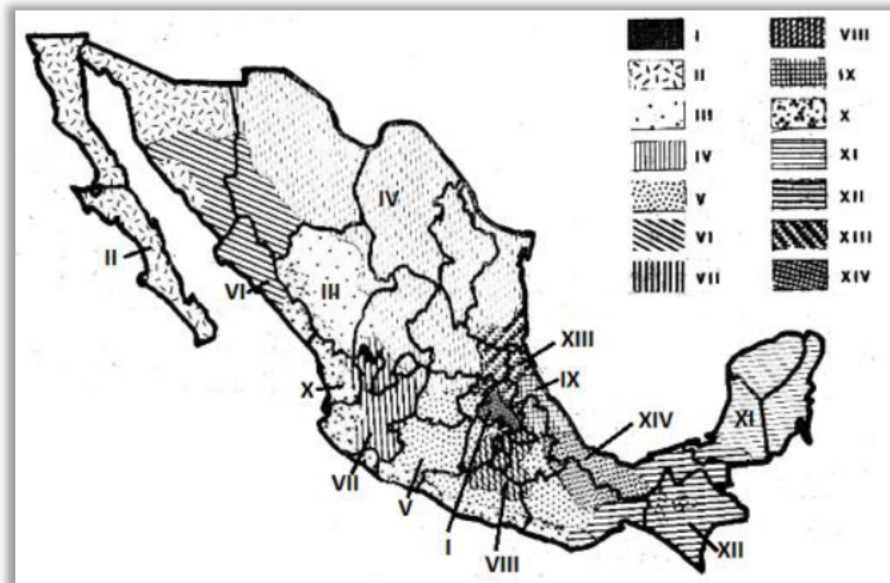 I VIII
II IX
III X
IV XI
V XII
VI XIII
VII XIV
IV
II
VI III
XIII
X IX
XIV XI
VII
V
I VIII XII